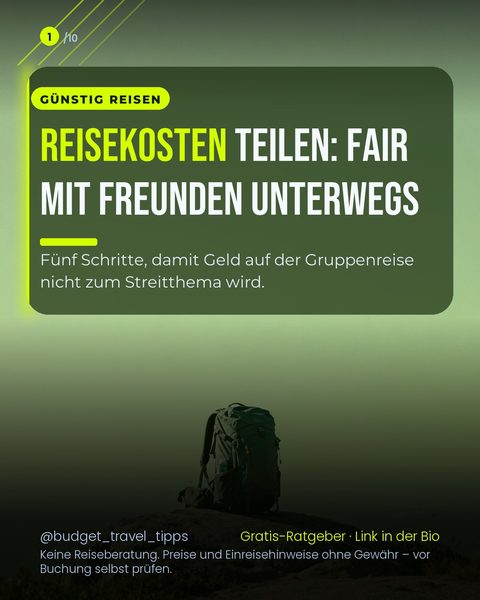 1 /10
GÜNSTIG REISEN
REISEKOSTEN TEILEN: FAIR
MIT FREUNDEN UNTERWEGS
Fünf Schritte, damit Geld auf der Gruppenreise
nicht zum Streitthema wird.
@budget_travel_tipps Gratis-Ratgeber · Link in der Bio
Keine Reiseberatung. Preise und Einreisehinweise ohne Gewähr – vor
Buchung selbst prüfen.